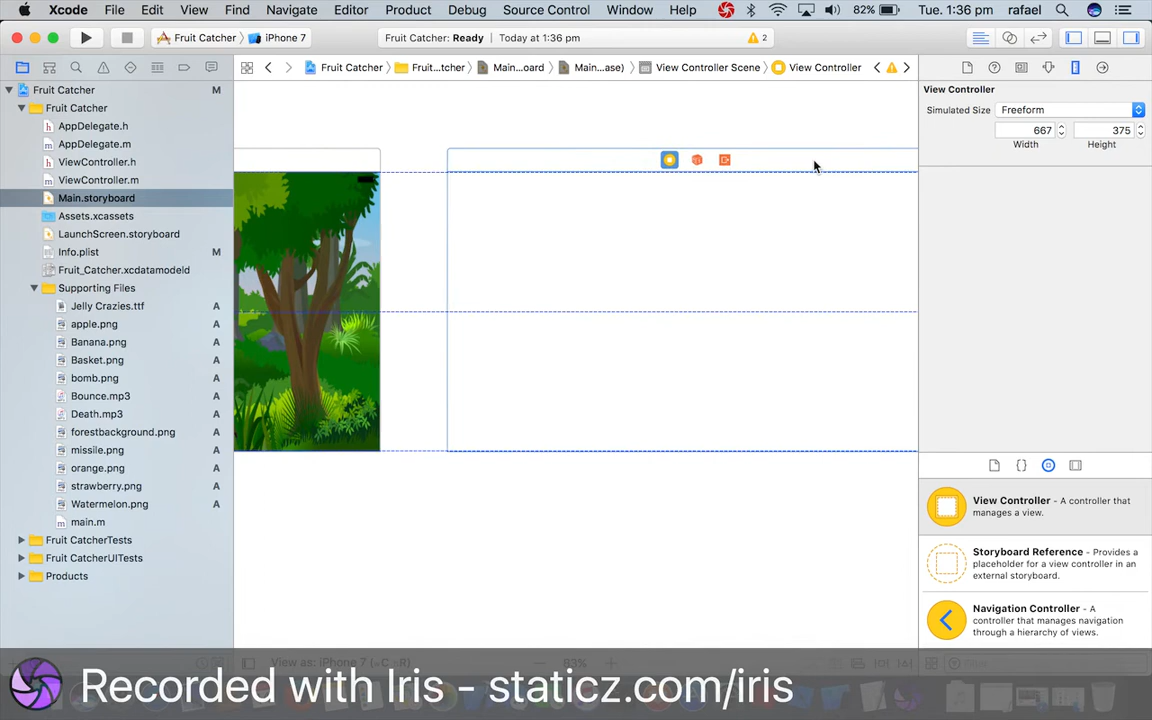 Xcode File Edit View Find Navigate Editor Product Debug Source Control Window Help 82% Tue. 1:36 pm rafael
Fruit Catcher iPhone 7 Fruit Catcher: Ready Today at 1:36 pm 2
Fruit Catcher Fruit...tcher Main...oard Main...ase) View Controller Scene View Controller
Fruit Catcher M
Fruit Catcher
AppDelegate.h
AppDelegate.m
ViewController.h
ViewController.m
Main.storyboard
Assets.xcassets
LaunchScreen.storyboard
Info.plist M
Fruit_Catcher.xcdatamodeld
Supporting Files
Jelly Crazies.ttf A
apple.png A
Banana.png A
Basket.png A
bomb.png A
Bounce.mp3 A
Death.mp3 A
forestbackground.png A
missile.png A
orange.png A
strawberry.png A
Watermelon.png A
main.m
Fruit CatcherTests
Fruit CatcherUITests
Products
View Controller
Simulated Size Freeform
667 375
Width Height
View Controller - A controller that
manages a view.
Storyboard Reference - Provides a
placeholder for a view controller in an
external storyboard.
Navigation Controller - A
controller that manages navigation
through a hierarchy of views.
View as: iPhone 7 83%
Recorded with Iris - staticz.com/iris